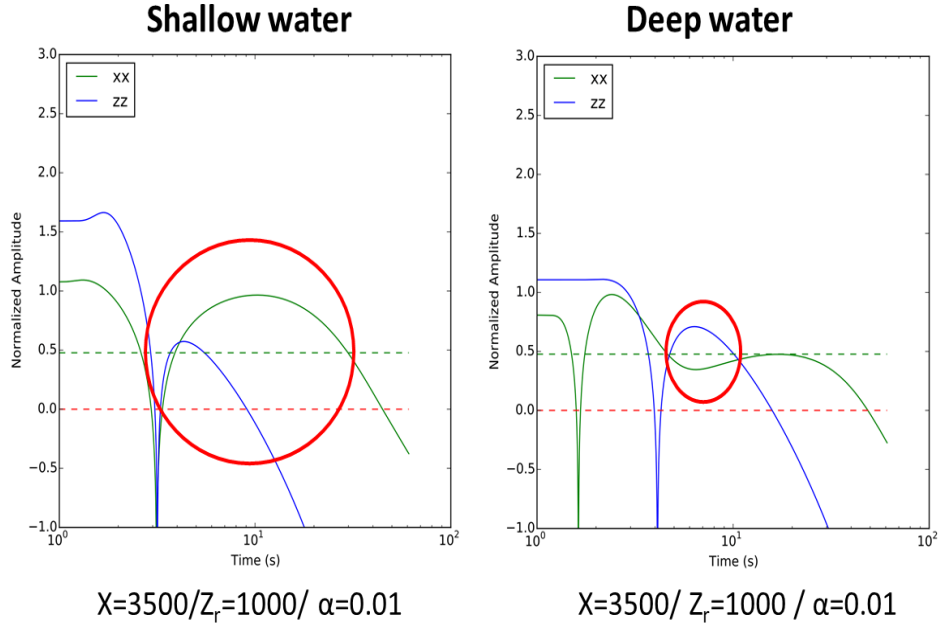 Shallow water
Deep water
3.0
2.5
2.0
1.5
1.0
0.5
0.0
−0.5
−1.0
Normalized Amplitude
xx
zz
10⁰
10¹
10²
Time (s)
X=3500/Zᵣ=1000/ α=0.01
3.0
2.5
2.0
1.5
1.0
0.5
0.0
−0.5
−1.0
Normalized Amplitude
xx
zz
10⁰
10¹
10²
Time (s)
X=3500/ Zᵣ=1000 / α=0.01